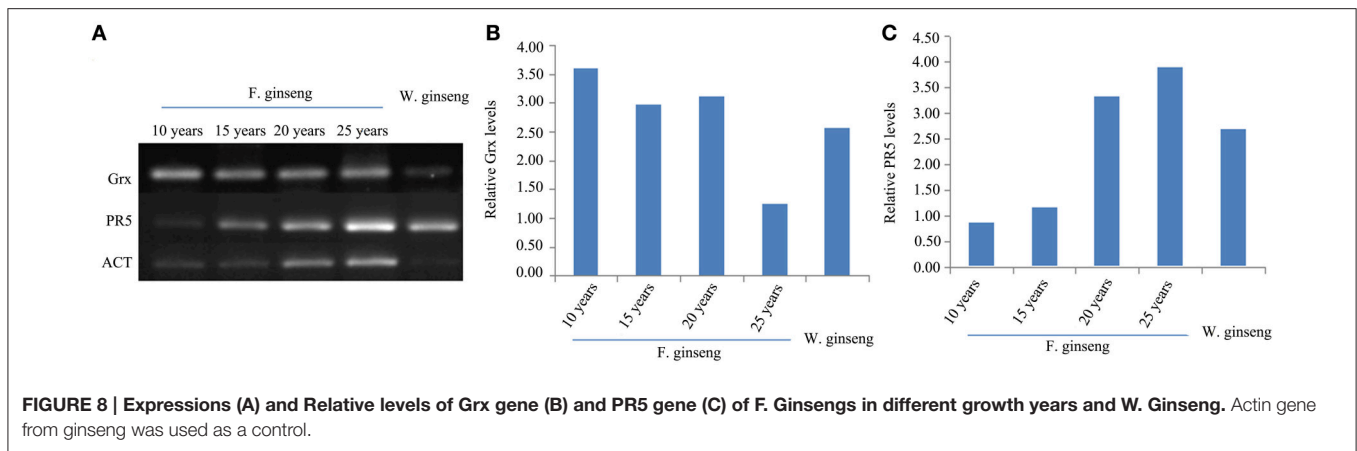 A
F. ginseng
W. ginseng
10 years 15 years 20 years 25 years
Grx
PR5
ACT
B
Relative Grx levels
4.00
3.50
3.00
2.50
2.00
1.50
1.00
0.50
0.00
10 years
15 years
20 years
25 years
F. ginseng
W. ginseng
C
Relative PR5 levels
4.50
4.00
3.50
3.00
2.50
2.00
1.50
1.00
0.50
0.00
10 years
15 years
20 years
25 years
F. ginseng
W. ginseng
FIGURE 8 | Expressions (A) and Relative levels of Grx gene (B) and PR5 gene (C) of F. Ginsengs in different growth years and W. Ginseng. Actin gene
from ginseng was used as a control.